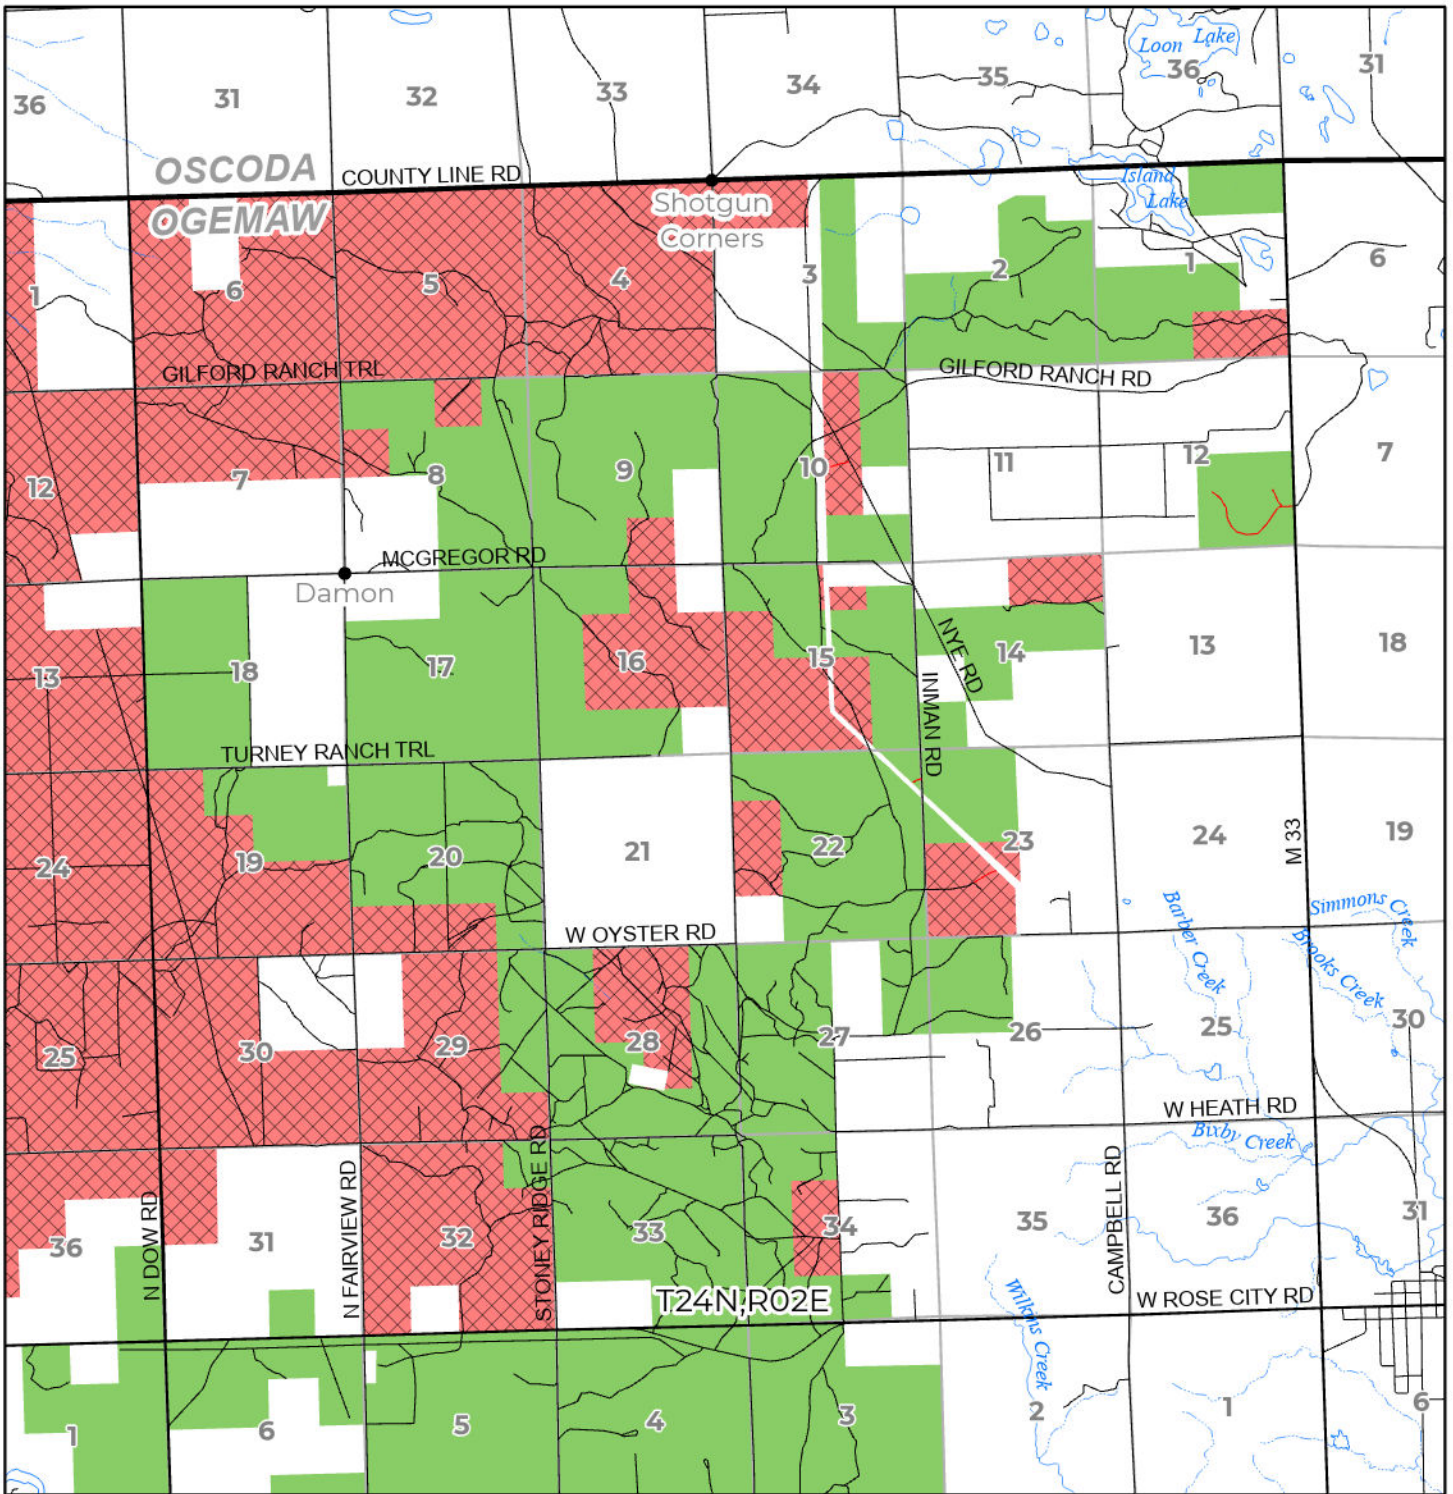 Loon Lake
36
31
32
33
34
35
36
31
OSCODA
COUNTY LINE RD
OGEMAW
Shotgun
Corners
Island
Lake
1
6
5
4
3
2
1
6
GILFORD RANCH TRL
GILFORD RANCH RD
12
7
8
9
10
11
12
7
MCGREGOR RD
Damon
13
18
17
16
15
NYE RD
14
13
18
INMAN RD
TURNEY RANCH TRL
24
19
20
21
22
23
24
M 33
19
W OYSTER RD
Barber Creek
Simmons Creek
Brooks Creek
25
30
29
28
27
26
25
30
W HEATH RD
Bixby Creek
N DOW RD
N FAIRVIEW RD
STONEY RIDGE RD
CAMPBELL RD
36
31
32
33
34
35
36
31
T24N,R02E
W ROSE CITY RD
Wilkins Creek
1
6
5
4
3
2
1
6